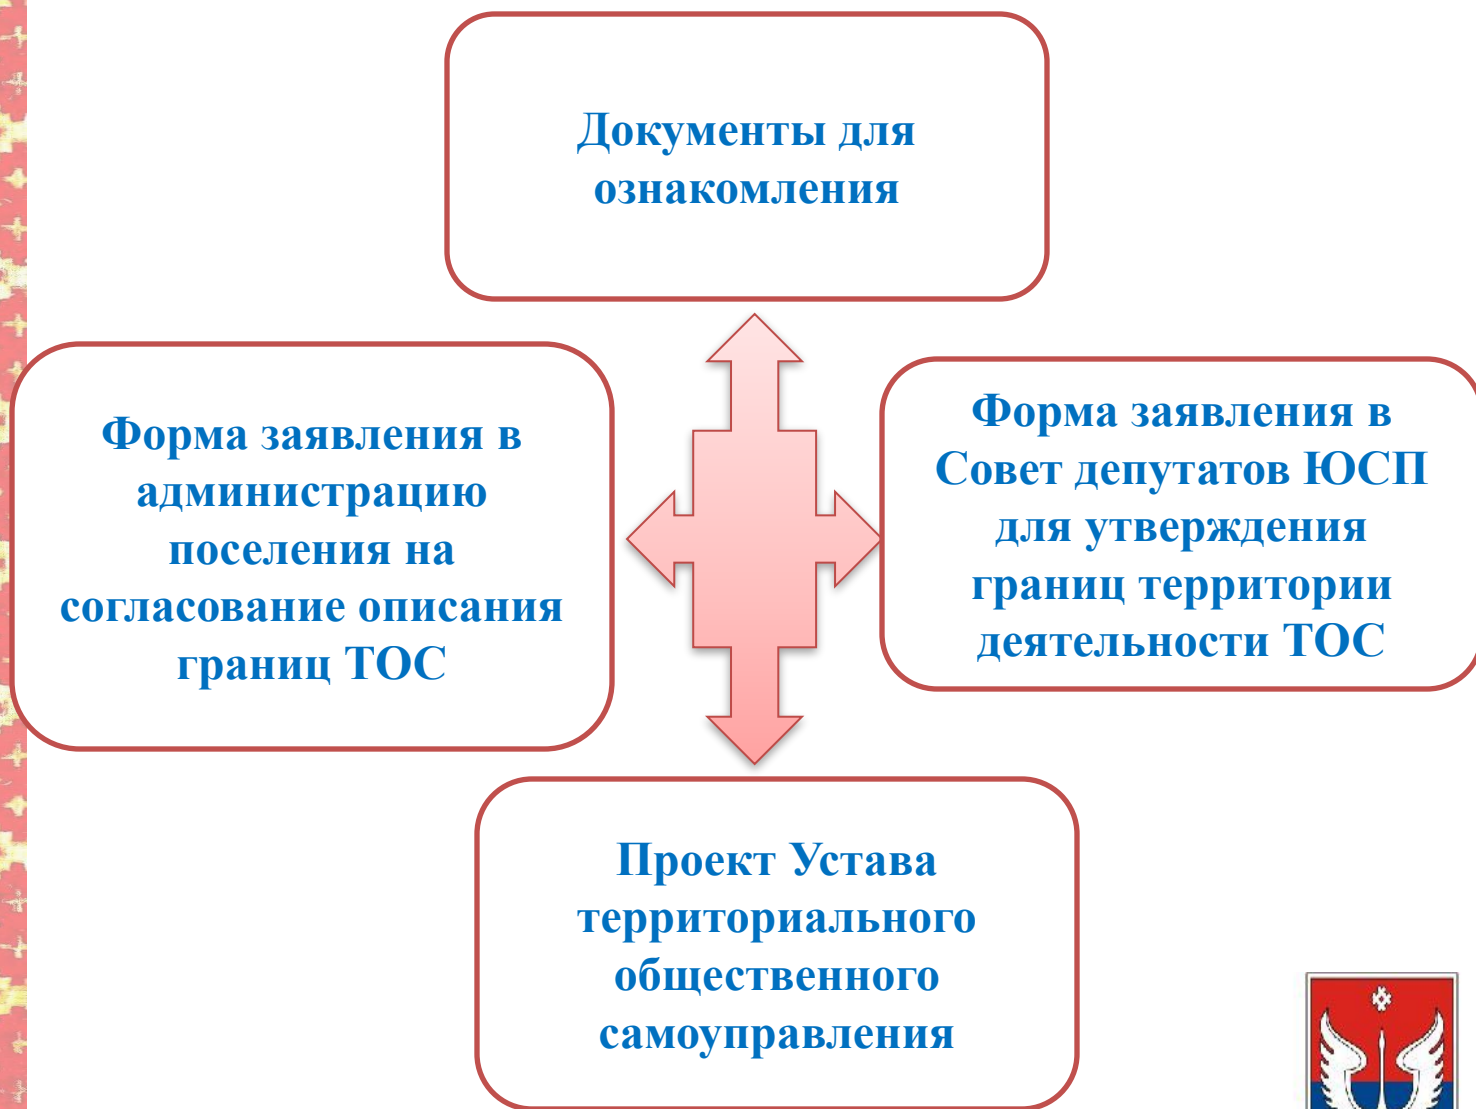 Документы для
ознакомления
Форма заявления в
администрацию
поселения на
согласование описания
границ ТОС
Форма заявления в
Совет депутатов ЮСП
для утверждения
границ территории
деятельности ТОС
Проект Устава
территориального
общественного
самоуправления